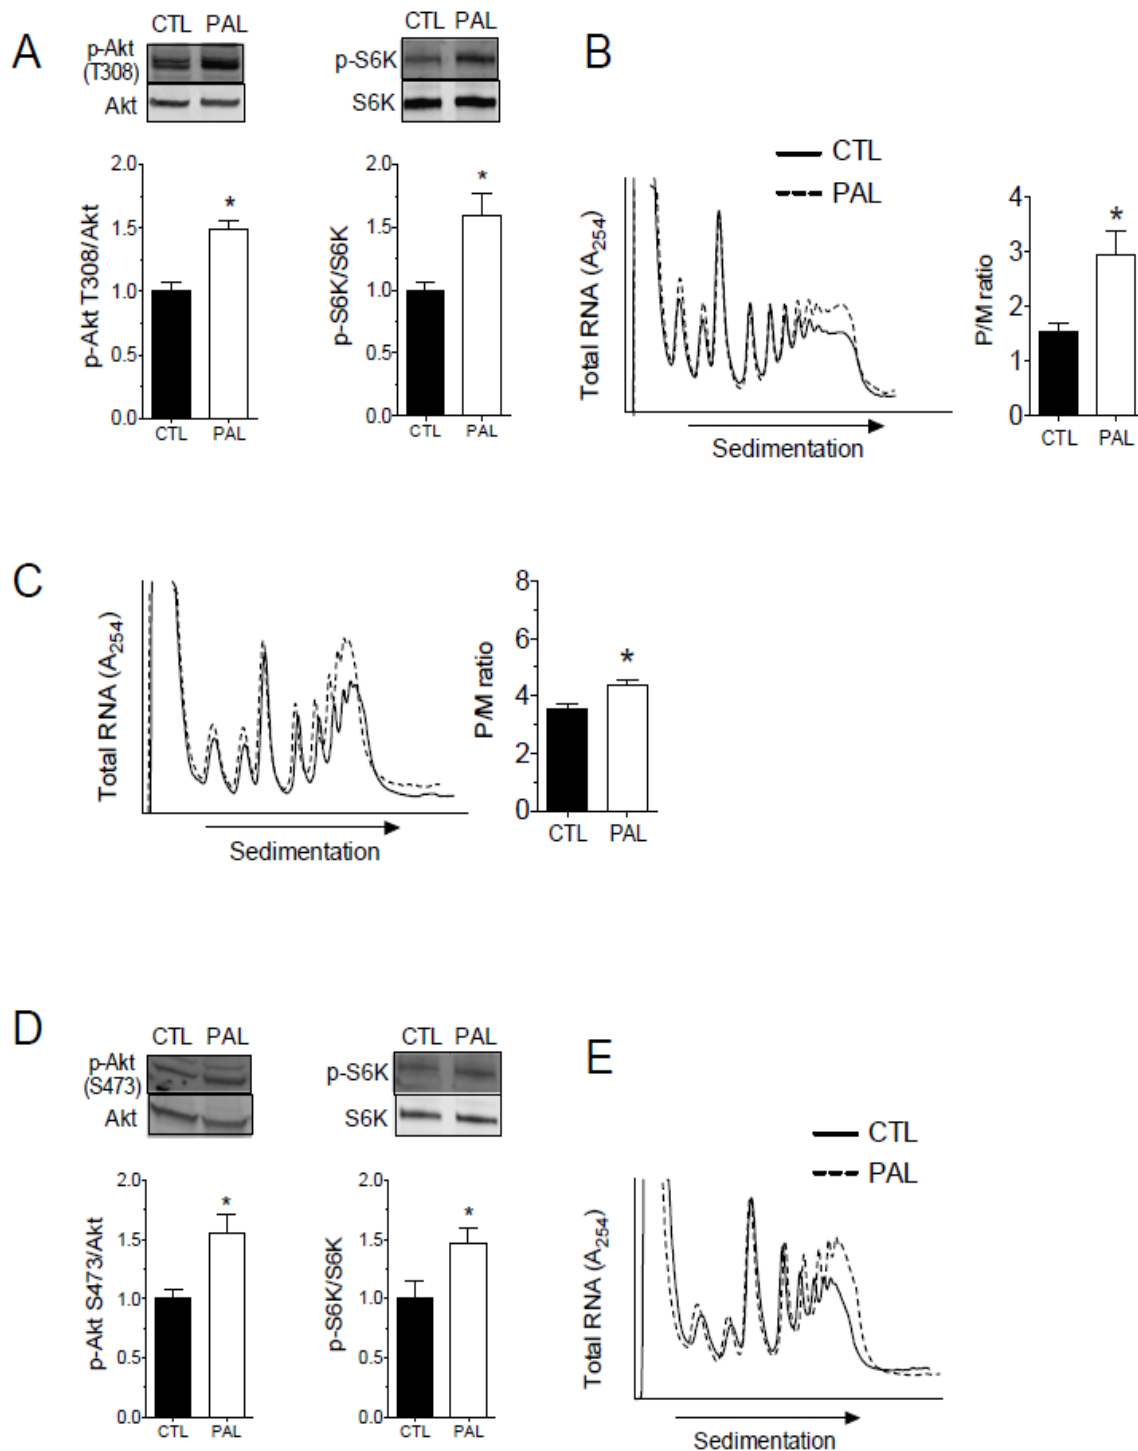 A
CTL PAL
p-Akt
(T308)
Akt
2.0
1.5
1.0
0.5
0.0
p-Akt T308/Akt
*
CTL PAL
CTL PAL
p-S6K
S6K
2.0
1.5
1.0
0.5
0.0
p-S6K/S6K
*
CTL PAL
B
CTL
PAL
Total RNA (A254)
Sedimentation
4
3
2
1
0
P/M ratio
*
CTL PAL
C
Total RNA (A254)
Sedimentation
8
6
4
2
0
P/M ratio
*
CTL PAL
D
CTL PAL
p-Akt
(S473)
Akt
2.0
1.5
1.0
0.5
0.0
p-Akt S473/Akt
*
CTL PAL
CTL PAL
p-S6K
S6K
2.0
1.5
1.0
0.5
0.0
p-S6K/S6K
*
CTL PAL
E
CTL
PAL
Total RNA (A254)
Sedimentation